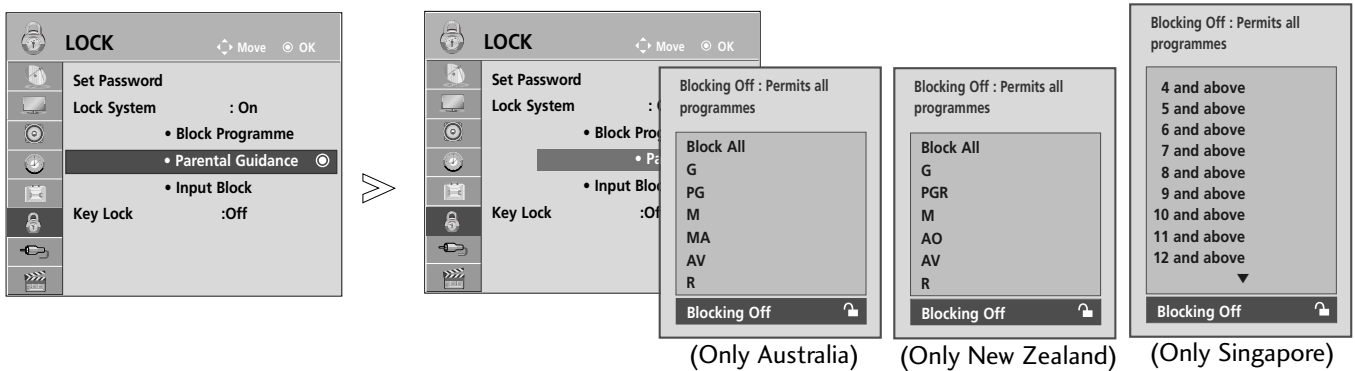 LOCK
Move
OK
Set Password
Lock System : On
• Block Programme
• Parental Guidance
• Input Block
Key Lock :Off
LOCK
Move
OK
Set Password
Lock System :
• Block Prog
• Pa
• Input Bloc
Key Lock :Of
Blocking Off : Permits all
programmes
Block All
G
PG
M
MA
AV
R
Blocking Off
(Only Australia)
Blocking Off : Permits all
programmes
Block All
G
PGR
M
AO
AV
R
Blocking Off
(Only New Zealand)
Blocking Off : Permits all
programmes
4 and above
5 and above
6 and above
7 and above
8 and above
9 and above
10 and above
11 and above
12 and above
Blocking Off
(Only Singapore)